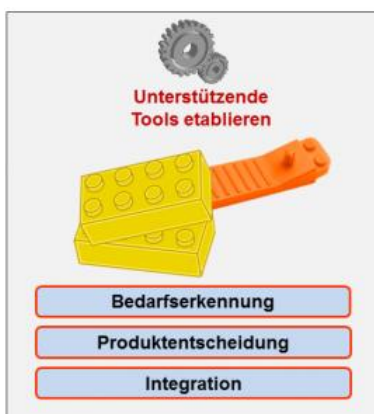 Unterstützende
Tools etablieren
Bedarfserkennung
Produktentscheidung
Integration